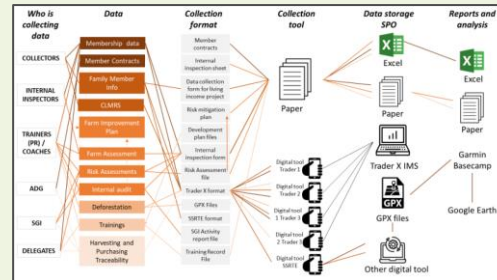 Who is
collecting
data
Data
Collection
format
Collection
tool
Data storage
SPO
Reports and
analysis
COLLECTORS
INTERNAL
INSPECTORS
TRAINERS
(PR) /
COACHES
ADG
SGI
DELEGATES
Membership data
Member Contracts
Family Member
Info
CLMRS
Farm Improvement
Plan
Farm Assessment
Risk Assessments
Internal audit
Deforestation
Trainings
Harvesting and
Purchasing
Traceability
Member
contracts
Internal
inspection sheet
Data collection
form for living
income project
Risk mitigation
plan
Development
plan files
Internal
inspection form
Risk Assessment
file
Trader X format
GPX Files
SSRTE format
SGI Activity
report file
Training Record
File
Paper
Digital tool
Trader 1
Digital tool
Trader 2
Digital tool
1 Trader 3
Digital tool
2 Trader 3
Digital tool
SSRTE
Excel
Paper
Trader X IMS
GPX
GPX files
Other digital tool
Excel
Paper
Garmin
Basecamp
Google Earth